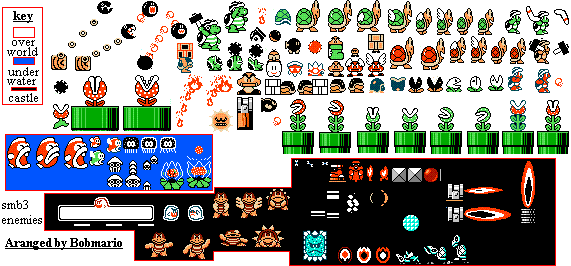 key
over
world
under
water
castle
smb3
enemies
Aranged by Bobmario